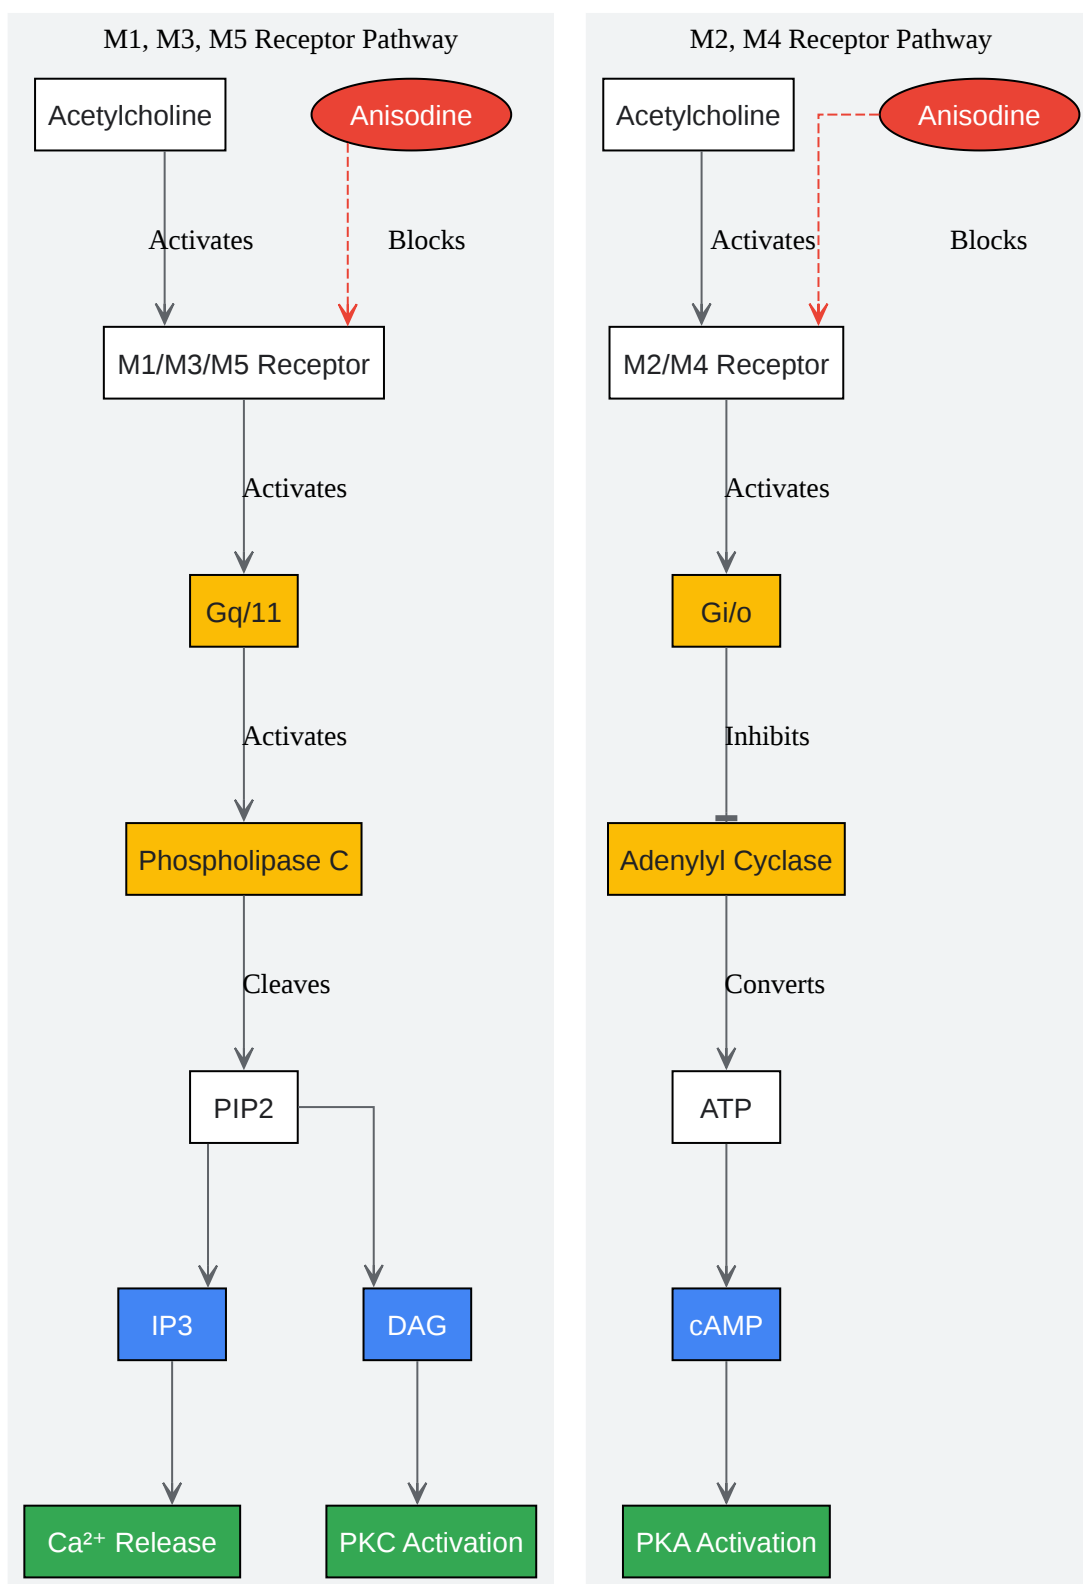 M1, M3, M5 Receptor Pathway
Acetylcholine
Anisodine
Activates
Blocks
M1/M3/M5 Receptor
Activates
Gq/11
Activates
Phospholipase C
Cleaves
PIP2
IP3
DAG
Ca²⁺ Release
PKC Activation
M2, M4 Receptor Pathway
Acetylcholine
Anisodine
Activates
Blocks
M2/M4 Receptor
Activates
Gi/o
Inhibits
Adenylyl Cyclase
Converts
ATP
cAMP
PKA Activation